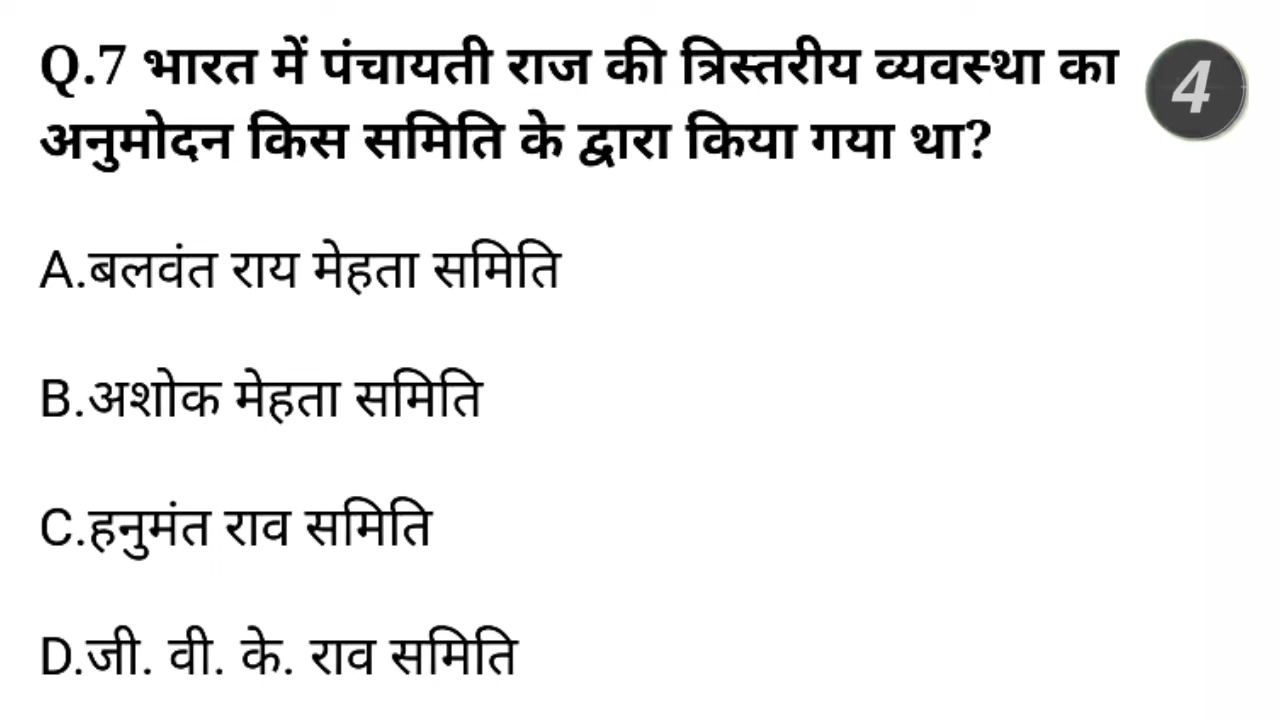 Q.7 भारत में पंचायती राज की त्रिस्तरीय व्यवस्था का
4
अनुमोदन किस समिति के द्वारा किया गया था?
A.बलवंत राय मेहता समिति
B.अशोक मेहता समिति
C.हनुमंत राव समिति
D.जी. वी. के. राव समिति